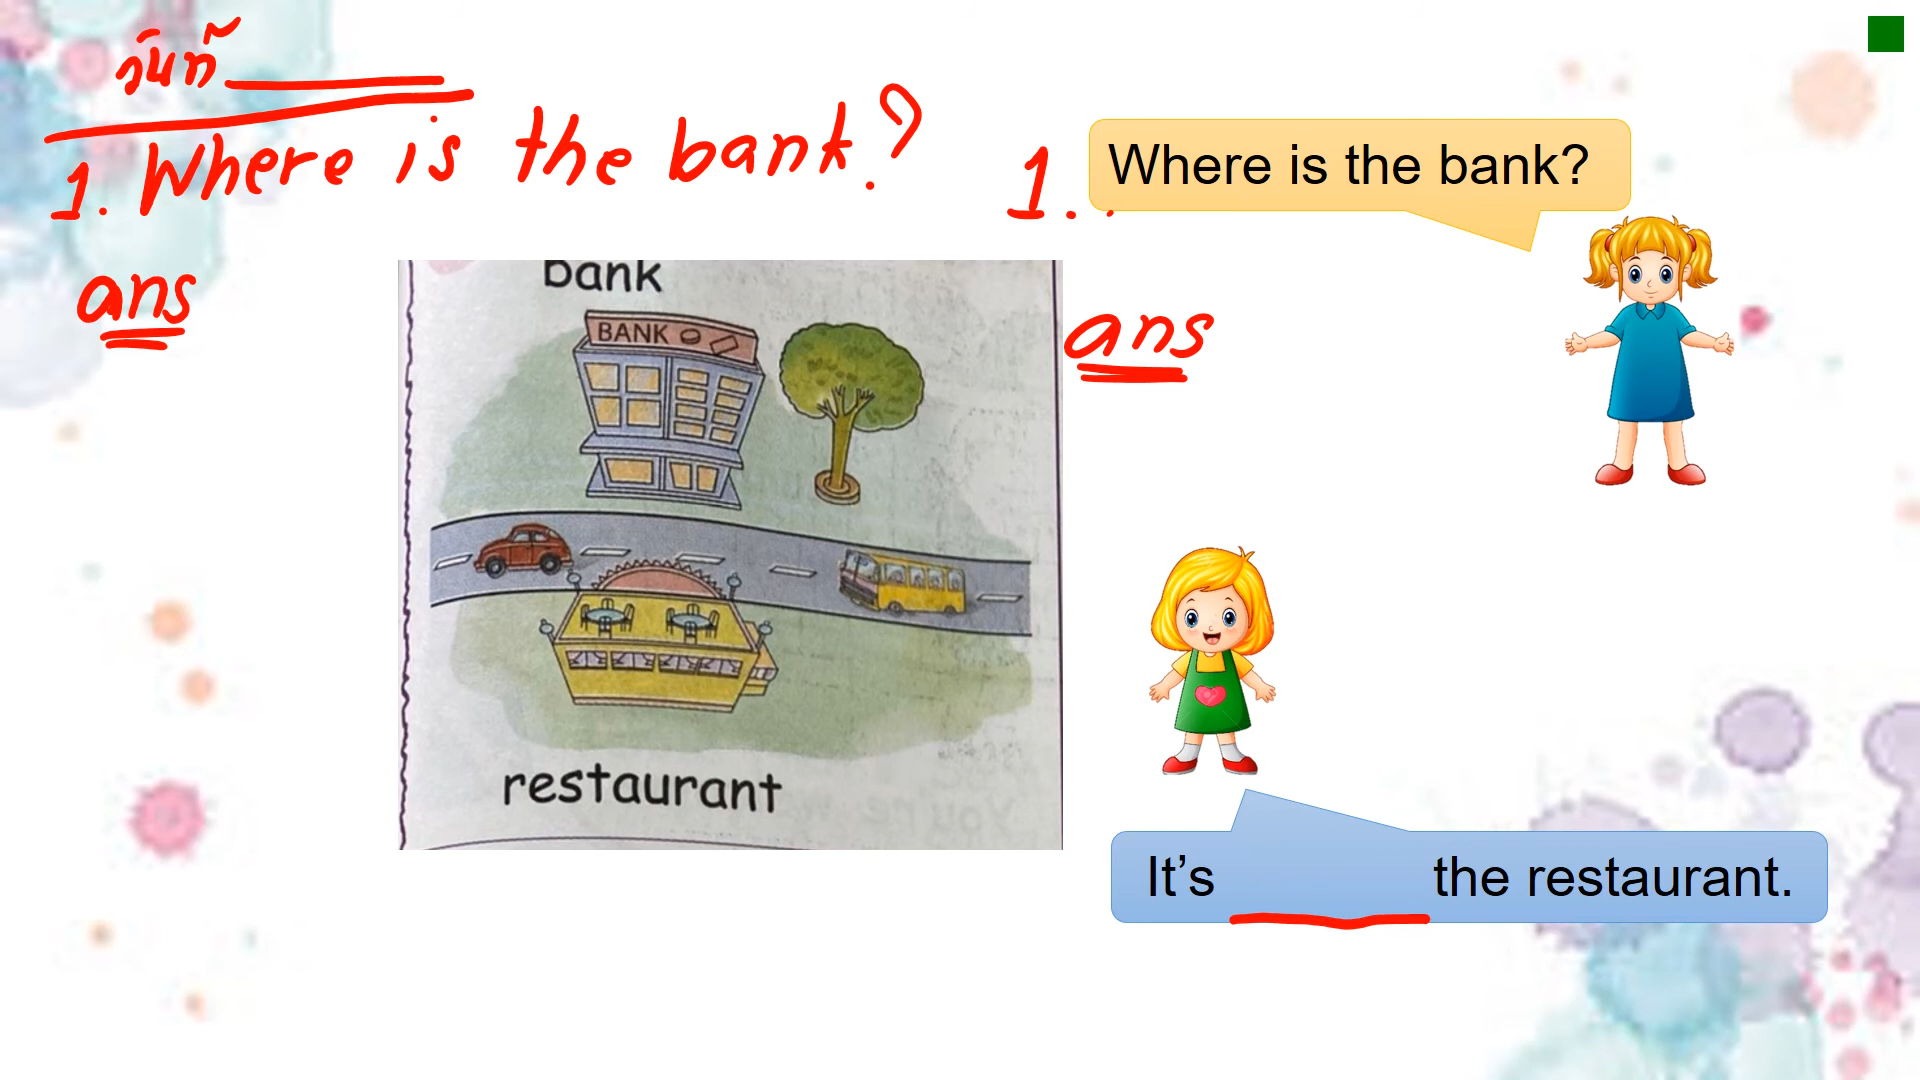 วันที่
1. Where is the bank?
ans
1.
Where is the bank?
ans
bank
BANK
restaurant
It’s the restaurant.